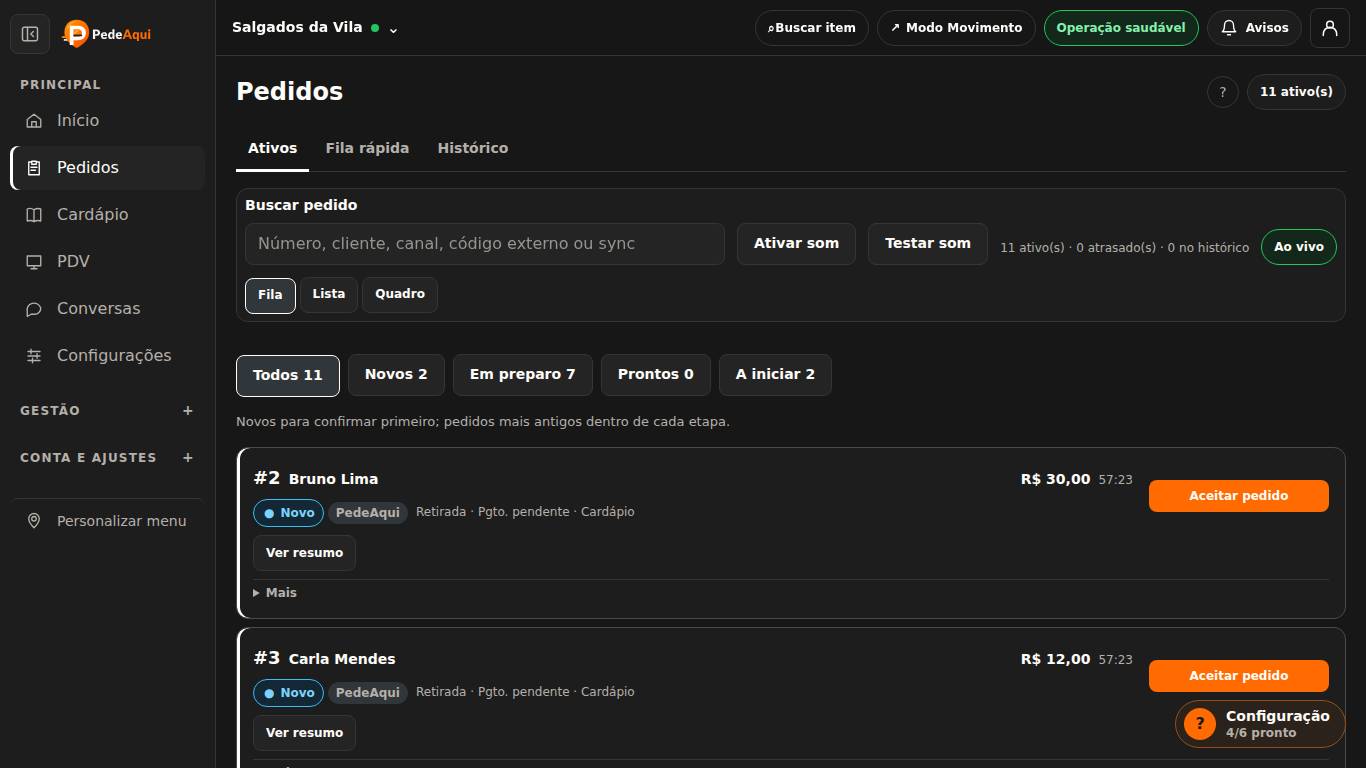 PedeAqui
PRINCIPAL
Início
Pedidos
Cardápio
PDV
Conversas
Configurações
GESTÃO +
CONTA E AJUSTES +
Personalizar menu
Salgados da Vila
Buscar item
Modo Movimento
Operação saudável
Avisos
Pedidos
?
11 ativo(s)
Ativos
Fila rápida
Histórico
Buscar pedido
Número, cliente, canal, código externo ou sync
Ativar som
Testar som
11 ativo(s) · 0 atrasado(s) · 0 no histórico
Ao vivo
Fila
Lista
Quadro
Todos 11
Novos 2
Em preparo 7
Prontos 0
A iniciar 2
Novos para confirmar primeiro; pedidos mais antigos dentro de cada etapa.
#2 Bruno Lima
R$ 30,00 57:23
Aceitar pedido
Novo
PedeAqui
Retirada · Pgto. pendente · Cardápio
Ver resumo
Mais
#3 Carla Mendes
R$ 12,00 57:23
Aceitar pedido
Novo
PedeAqui
Retirada · Pgto. pendente · Cardápio
Ver resumo
?
Configuração
4/6 pronto